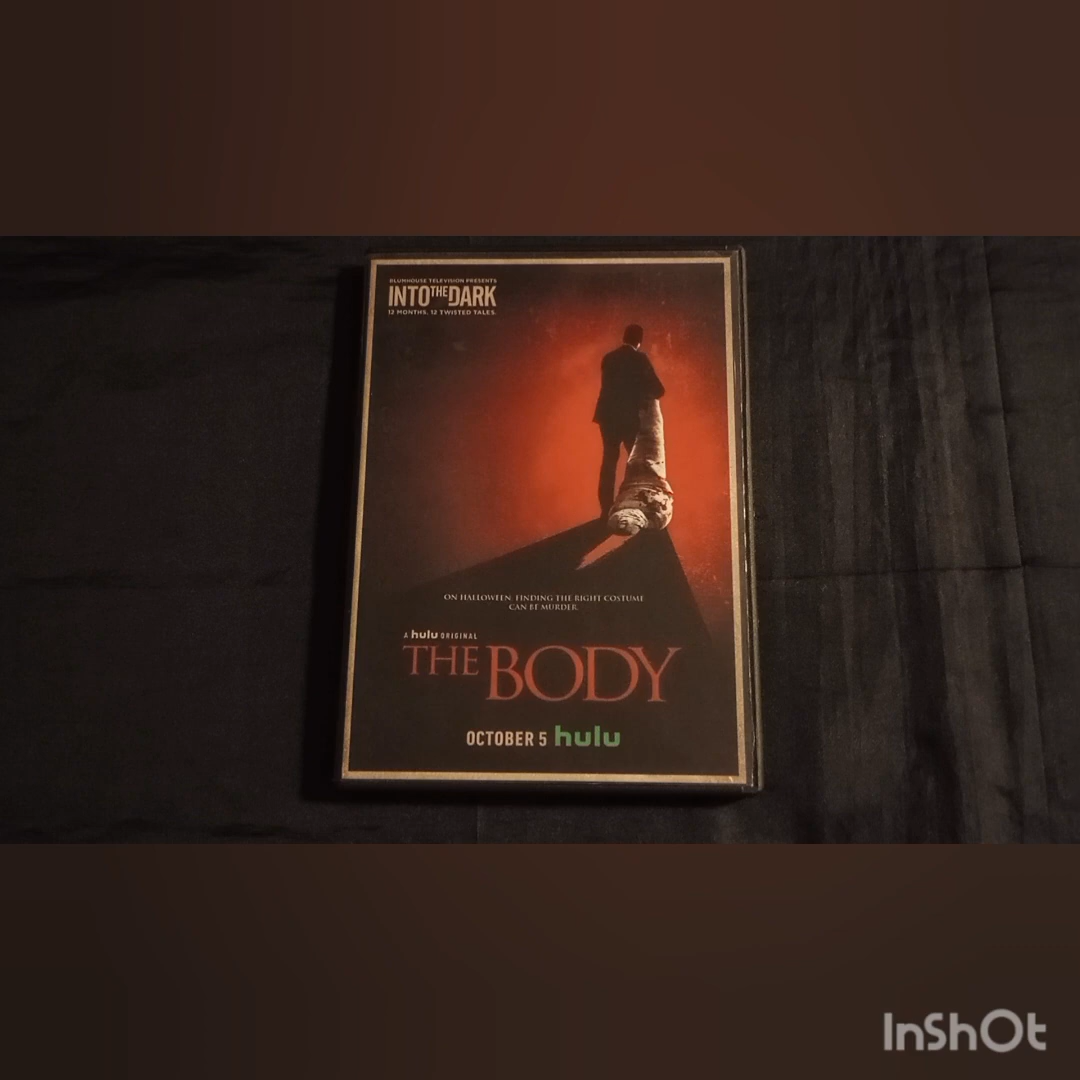 BLUMHOUSE TELEVISION PRESENTS
INTO THE DARK
12 MONTHS. 12 TWISTED TALES.
ON HALLOWEEN, FINDING THE RIGHT COSTUME
CAN BE MURDER.
A hulu ORIGINAL
THE BODY
OCTOBER 5 hulu
InShOt